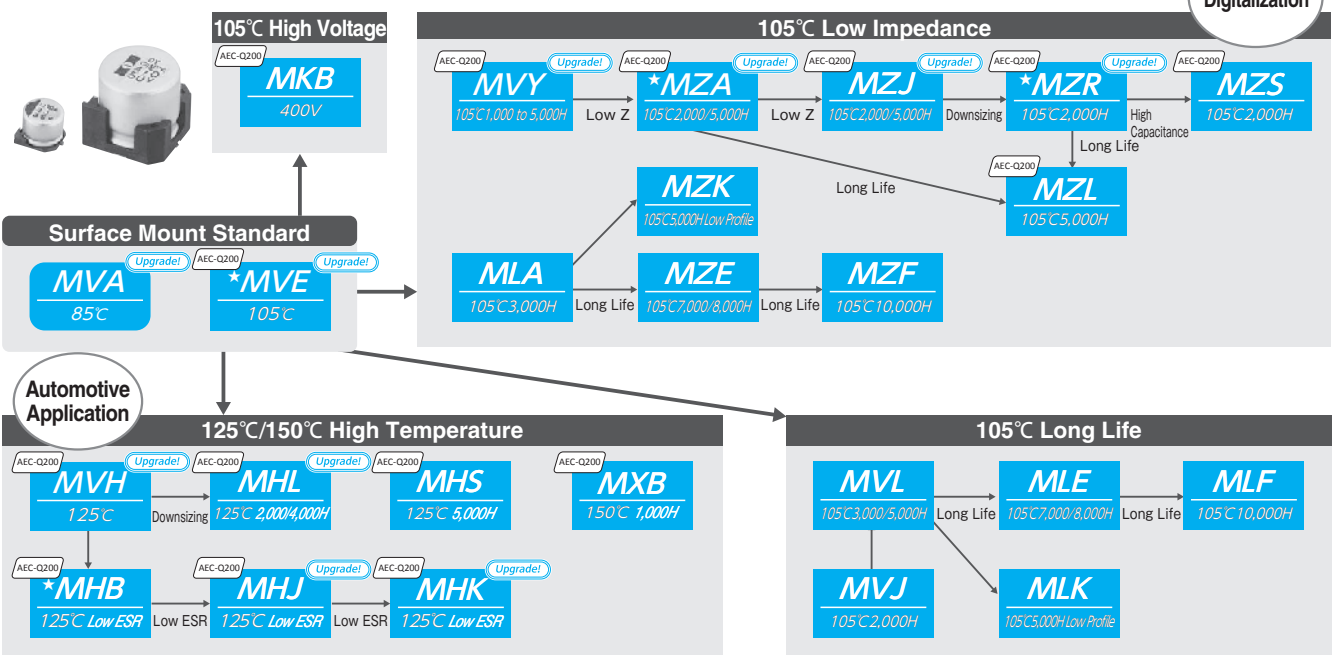 Digitalization
105℃ High Voltage
AEC-Q200
MKB
400V
105℃ Low Impedance
AEC-Q200
Upgrade!
MVY
105℃1,000 to 5,000H
Low Z
AEC-Q200
Upgrade!
★MZA
105℃2,000/5,000H
Low Z
AEC-Q200
Upgrade!
MZJ
105℃2,000/5,000H
Downsizing
AEC-Q200
Upgrade!
★MZR
105℃2,000H
High
Capacitance
AEC-Q200
MZS
105℃2,000H
Long Life
Long Life
AEC-Q200
MZL
105℃5,000H
MZK
105℃5,000H Low Profile
MLA
105℃3,000H
Long Life
MZE
105℃7,000/8,000H
Long Life
MZF
105℃10,000H
Surface Mount Standard
Upgrade!
MVA
85℃
AEC-Q200
Upgrade!
★MVE
105℃
Automotive
Application
125℃/150℃ High Temperature
AEC-Q200
Upgrade!
MVH
125℃
Downsizing
AEC-Q200
Upgrade!
MHL
125℃ 2,000/4,000H
AEC-Q200
MHS
125℃ 5,000H
AEC-Q200
MXB
150℃ 1,000H
AEC-Q200
★MHB
125℃ Low ESR
Low ESR
AEC-Q200
Upgrade!
MHJ
125℃ Low ESR
Low ESR
AEC-Q200
Upgrade!
MHK
125℃ Low ESR
105℃ Long Life
MVL
105℃3,000/5,000H
Long Life
MLE
105℃7,000/8,000H
Long Life
MLF
105℃10,000H
MVJ
105℃2,000H
MLK
105℃5,000H Low Profile